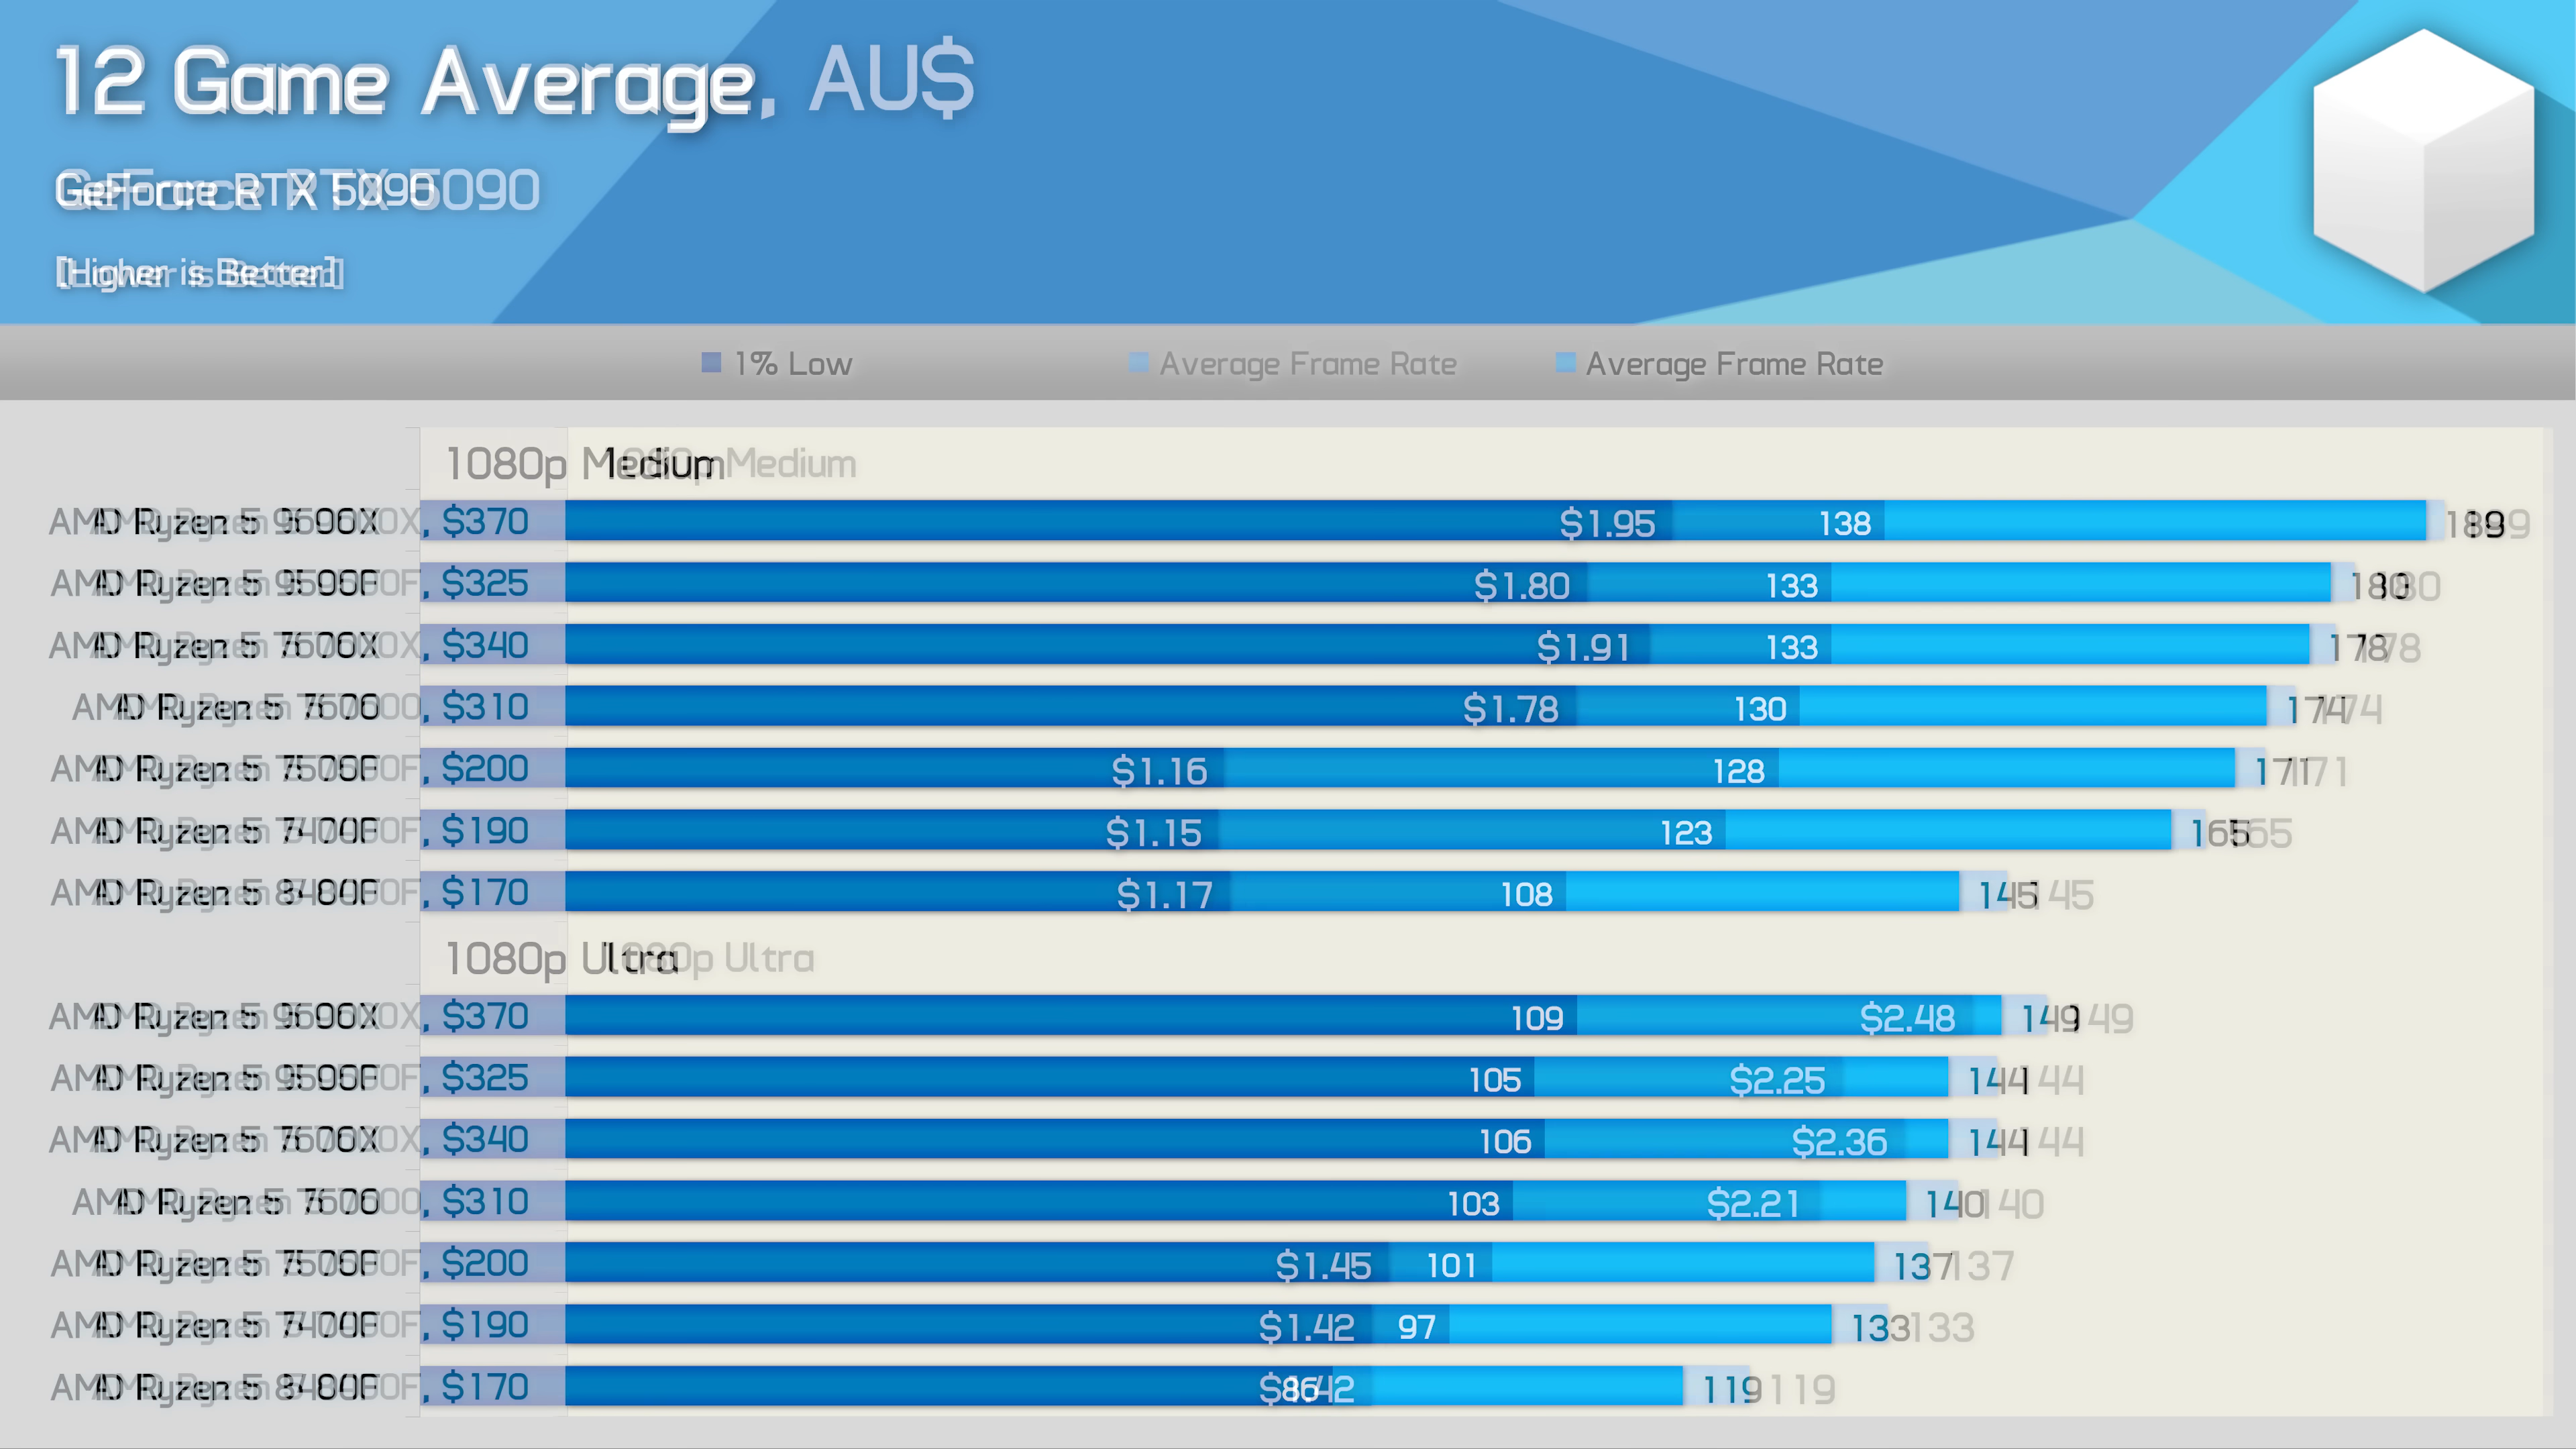 12 Game Average, AU$
GeForce RTX 5090
[Higher is Better]
1% Low Average Frame Rate Average Frame Rate
1080p Medium
AMD Ryzen 5 9600X, $370 $1.95 138 189
AMD Ryzen 5 9500F, $325 $1.80 133 180
AMD Ryzen 5 7600X, $340 $1.91 133 178
AMD Ryzen 5 7600, $310 $1.78 130 174
AMD Ryzen 5 7500F, $200 $1.16 128 171
AMD Ryzen 5 7400F, $190 $1.15 123 165
AMD Ryzen 5 8400F, $170 $1.17 108 145
1080p Ultra
AMD Ryzen 5 9600X, $370 109 $2.48 149
AMD Ryzen 5 9500F, $325 105 $2.25 144
AMD Ryzen 5 7600X, $340 106 $2.36 144
AMD Ryzen 5 7600, $310 103 $2.21 140
AMD Ryzen 5 7500F, $200 $1.45 101 137
AMD Ryzen 5 7400F, $190 $1.42 97 133
AMD Ryzen 5 8400F, $170 86 119